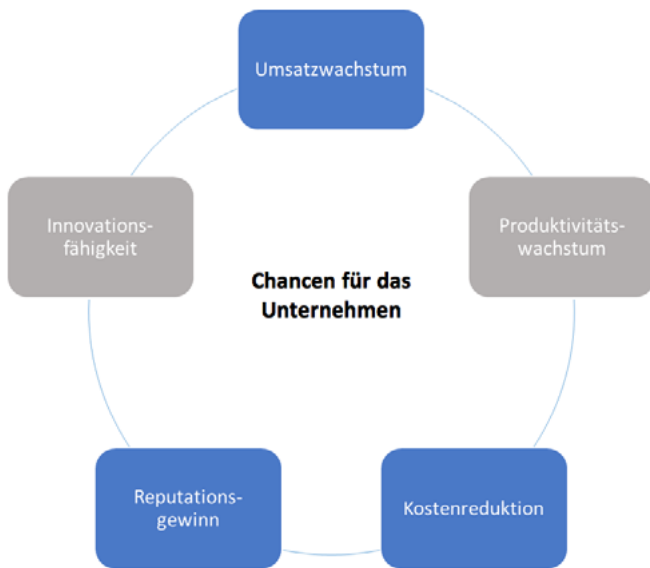 Umsatzwachstum
Innovations-
fähigkeit
Produktivitäts-
wachstum
Chancen für das
Unternehmen
Reputations-
gewinn
Kostenreduktion